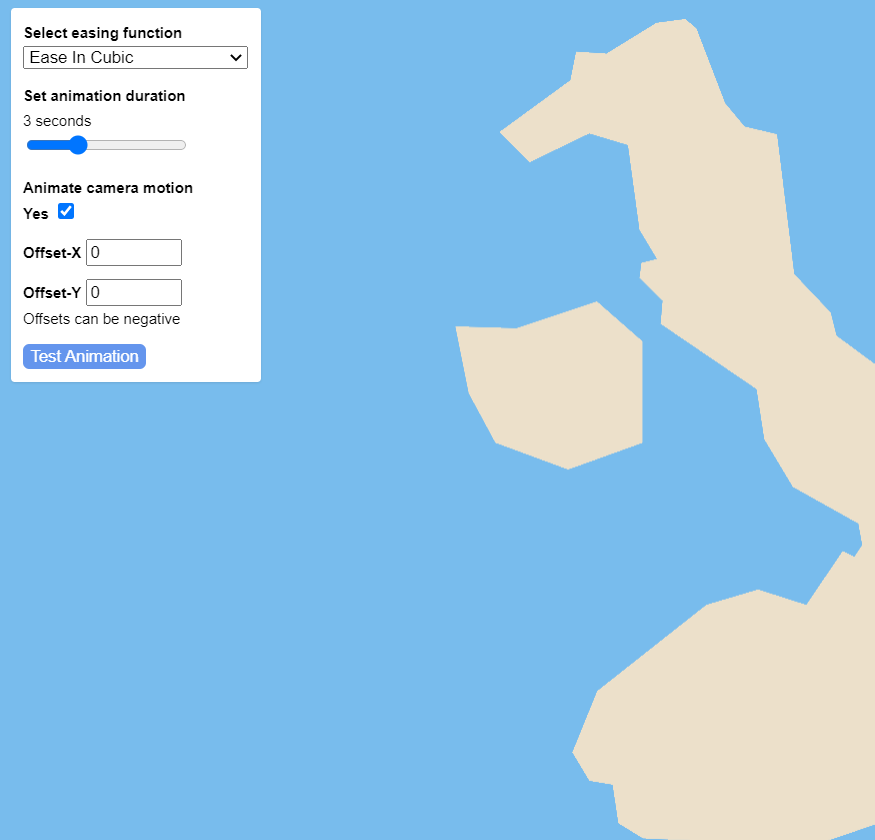 Select easing function
Ease In Cubic
Set animation duration
3 seconds
Animate camera motion
Yes
Offset-X 0
Offset-Y 0
Offsets can be negative
Test Animation